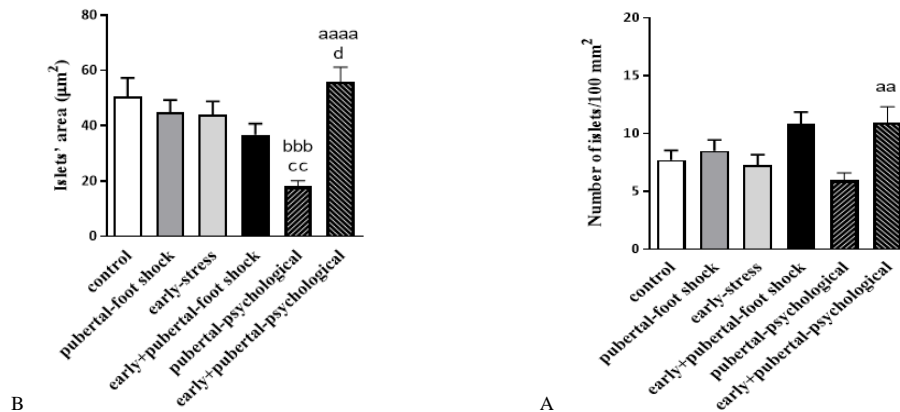 Islets' area (µm²)
80
60
40
20
0
aaaa
d
bbb
cc
control
pubertal-foot shock
early-stress
early+pubertal-foot shock
pubertal-psychological
early+pubertal-psychological
B
Number of islets/100 mm²
20
15
10
5
0
aa
control
pubertal-foot shock
early-stress
early+pubertal-foot shock
pubertal-psychological
early+pubertal-psychological
A